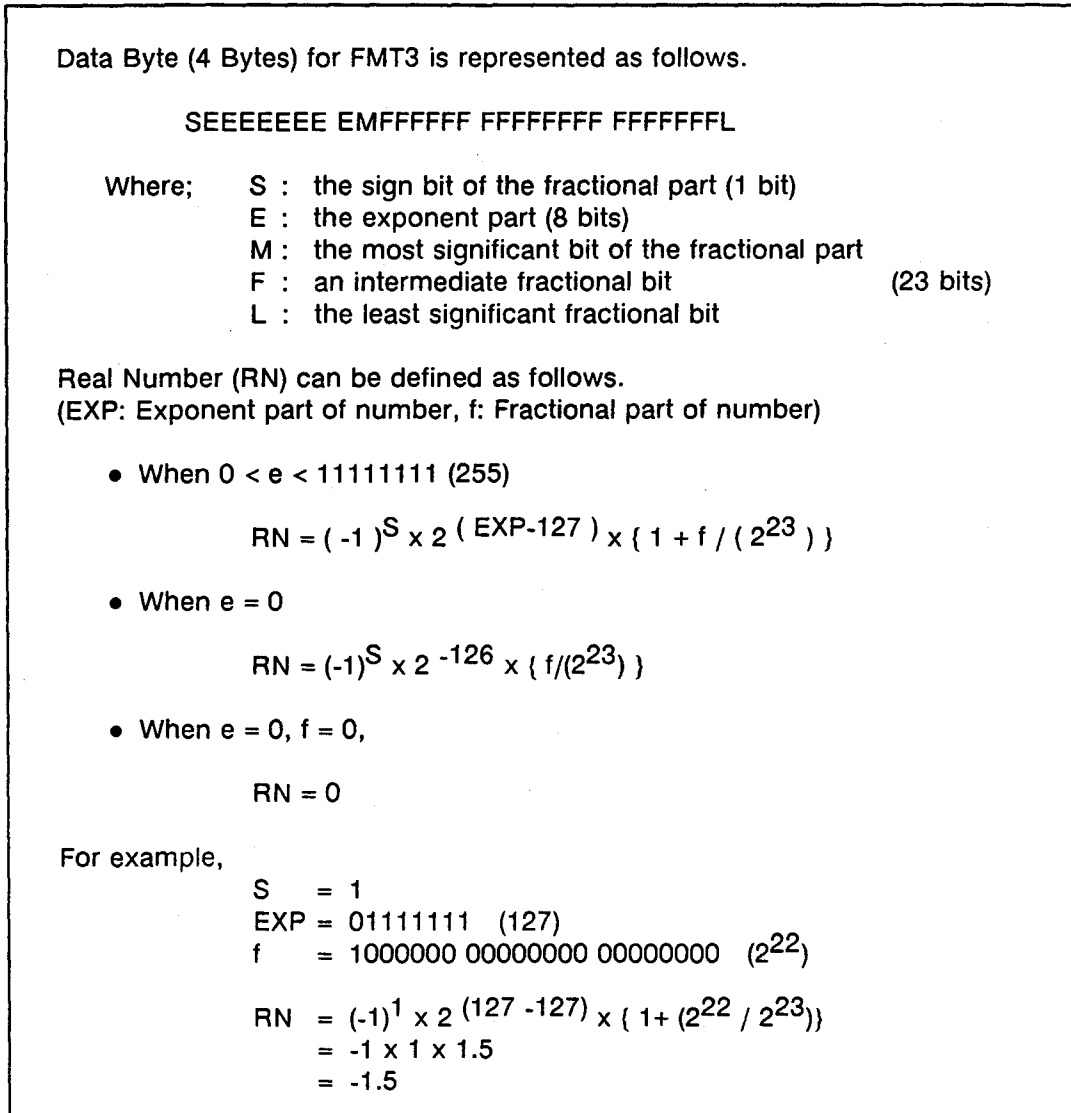 Data Byte (4 Bytes) for FMT3 is represented as follows.
SEEEEEEE EMFFFFFF FFFFFFFF FFFFFFFL
Where; S : the sign bit of the fractional part (1 bit)
E : the exponent part (8 bits)
M : the most significant bit of the fractional part
F : an intermediate fractional bit (23 bits)
L : the least significant fractional bit
Real Number (RN) can be defined as follows.
(EXP: Exponent part of number, f: Fractional part of number)
• When 0 < e < 11111111 (255)
RN = ( -1 )^S x 2 ^( EXP-127 ) x { 1 + f / ( 2^23 ) }
• When e = 0
RN = (-1)^S x 2 ^-126 x { f/(2^23) }
• When e = 0, f = 0,
RN = 0
For example,
S = 1
EXP = 01111111 (127)
f = 1000000 00000000 00000000 (2^22)
RN = (-1)^1 x 2 ^(127 -127) x { 1+ (2^22 / 2^23)}
= -1 x 1 x 1.5
= -1.5